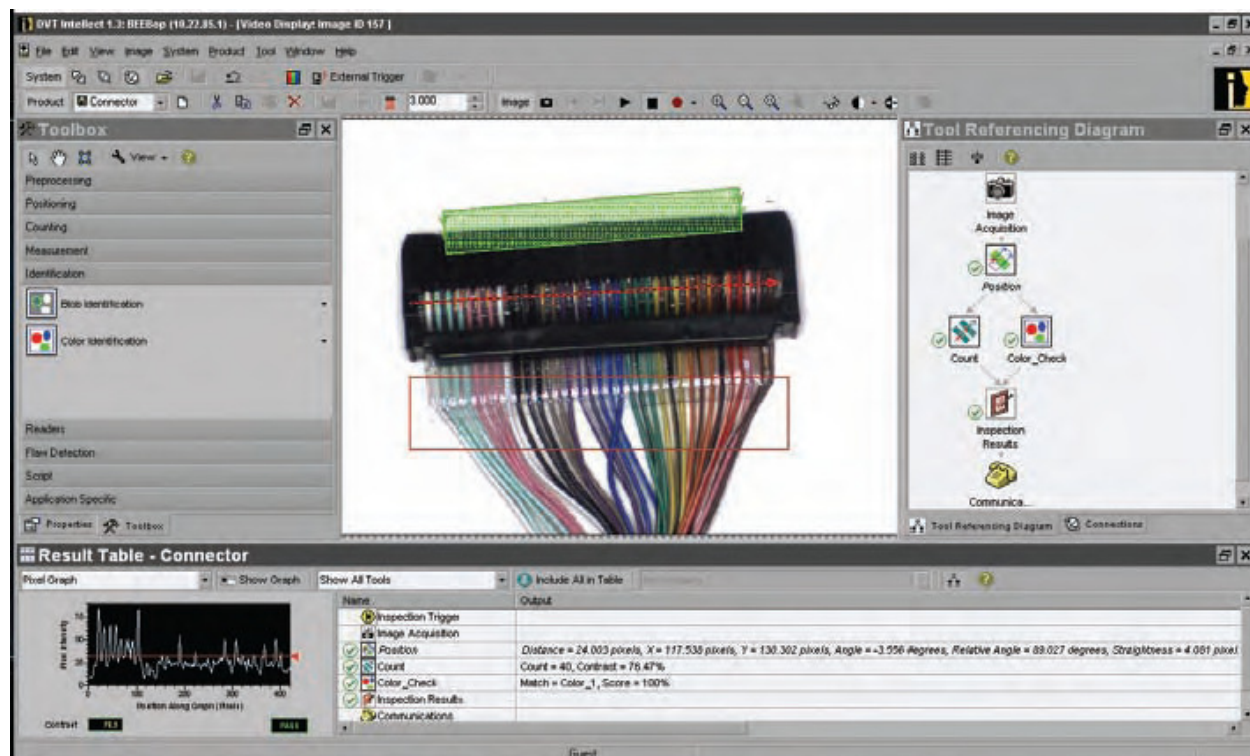 DVT Intellect 1.3: BEEBop (10.22.85.1) - [Video Display: Image ID 157 ]
File Edit View Image System Product Tool Window Help
System External Trigger
Product Connector 3.000 Image
Toolbox
View
Preprocessing
Positioning
Counting
Measurement
Identification
Blob Identification
Color Identification
Readers
Flaw Detection
Script
Application Specific
Properties Toolbox
Tool Referencing Diagram
Image
Acquisition
Position
Count Color_Check
Inspection
Results
Communica...
Tool Referencing Diagram Connections
Result Table - Connector
Pixel Graph Show Graph Show All Tools Include All in Table
Name Output
Inspection Trigger
Image Acquisition
Position Distance = 24.003 pixels, X = 117.538 pixels, Y = 130.302 pixels, Angle = -3.556 degrees, Relative Angle = 89.027 degrees, Straightness = 4.061 pixel
Count Count = 40, Contrast = 76.47%
Color_Check Match = Color_1, Score = 100%
Inspection Results
Communications
Pixel Intensity
0 100 200 300 400
Position Along Graph (Pixels)
Contrast PASS
Guest